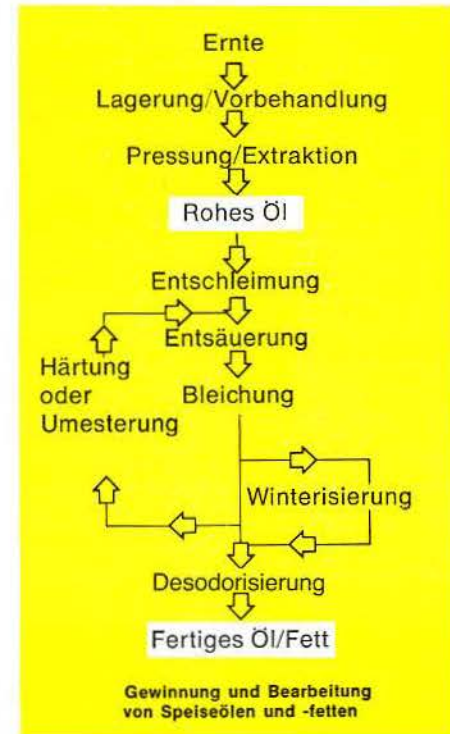 Ernte
Lagerung/Vorbehandlung
Pressung/Extraktion
Rohes Öl
Entschleimung
Entsäuerung
Härtung
oder
Umesterung
Bleichung
Winterisierung
Desodorisierung
Fertiges Öl/Fett
Gewinnung und Bearbeitung
von Speiseölen und -fetten